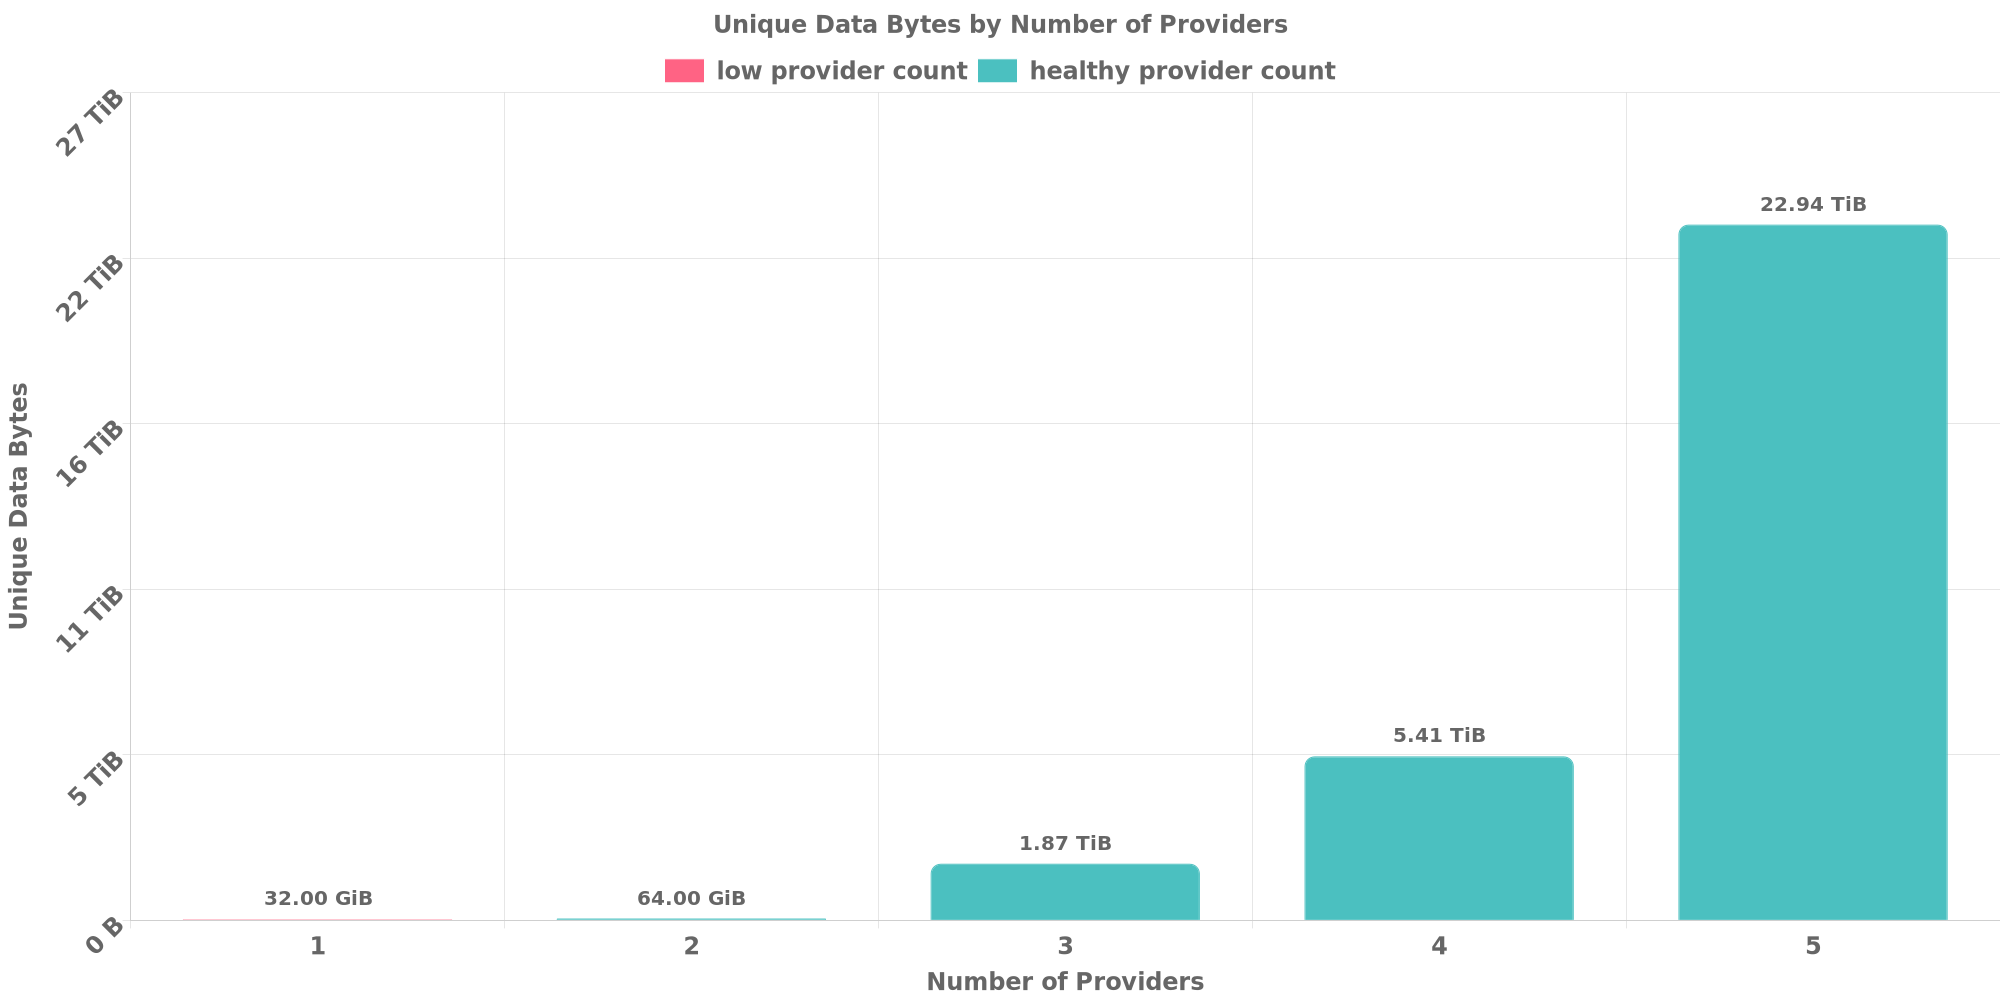 Unique Data Bytes by Number of Providers
low provider count healthy provider count
27 TiB
22 TiB
16 TiB
11 TiB
5 TiB
0 B
Unique Data Bytes
32.00 GiB
64.00 GiB
1.87 TiB
5.41 TiB
22.94 TiB
1 2 3 4 5
Number of Providers